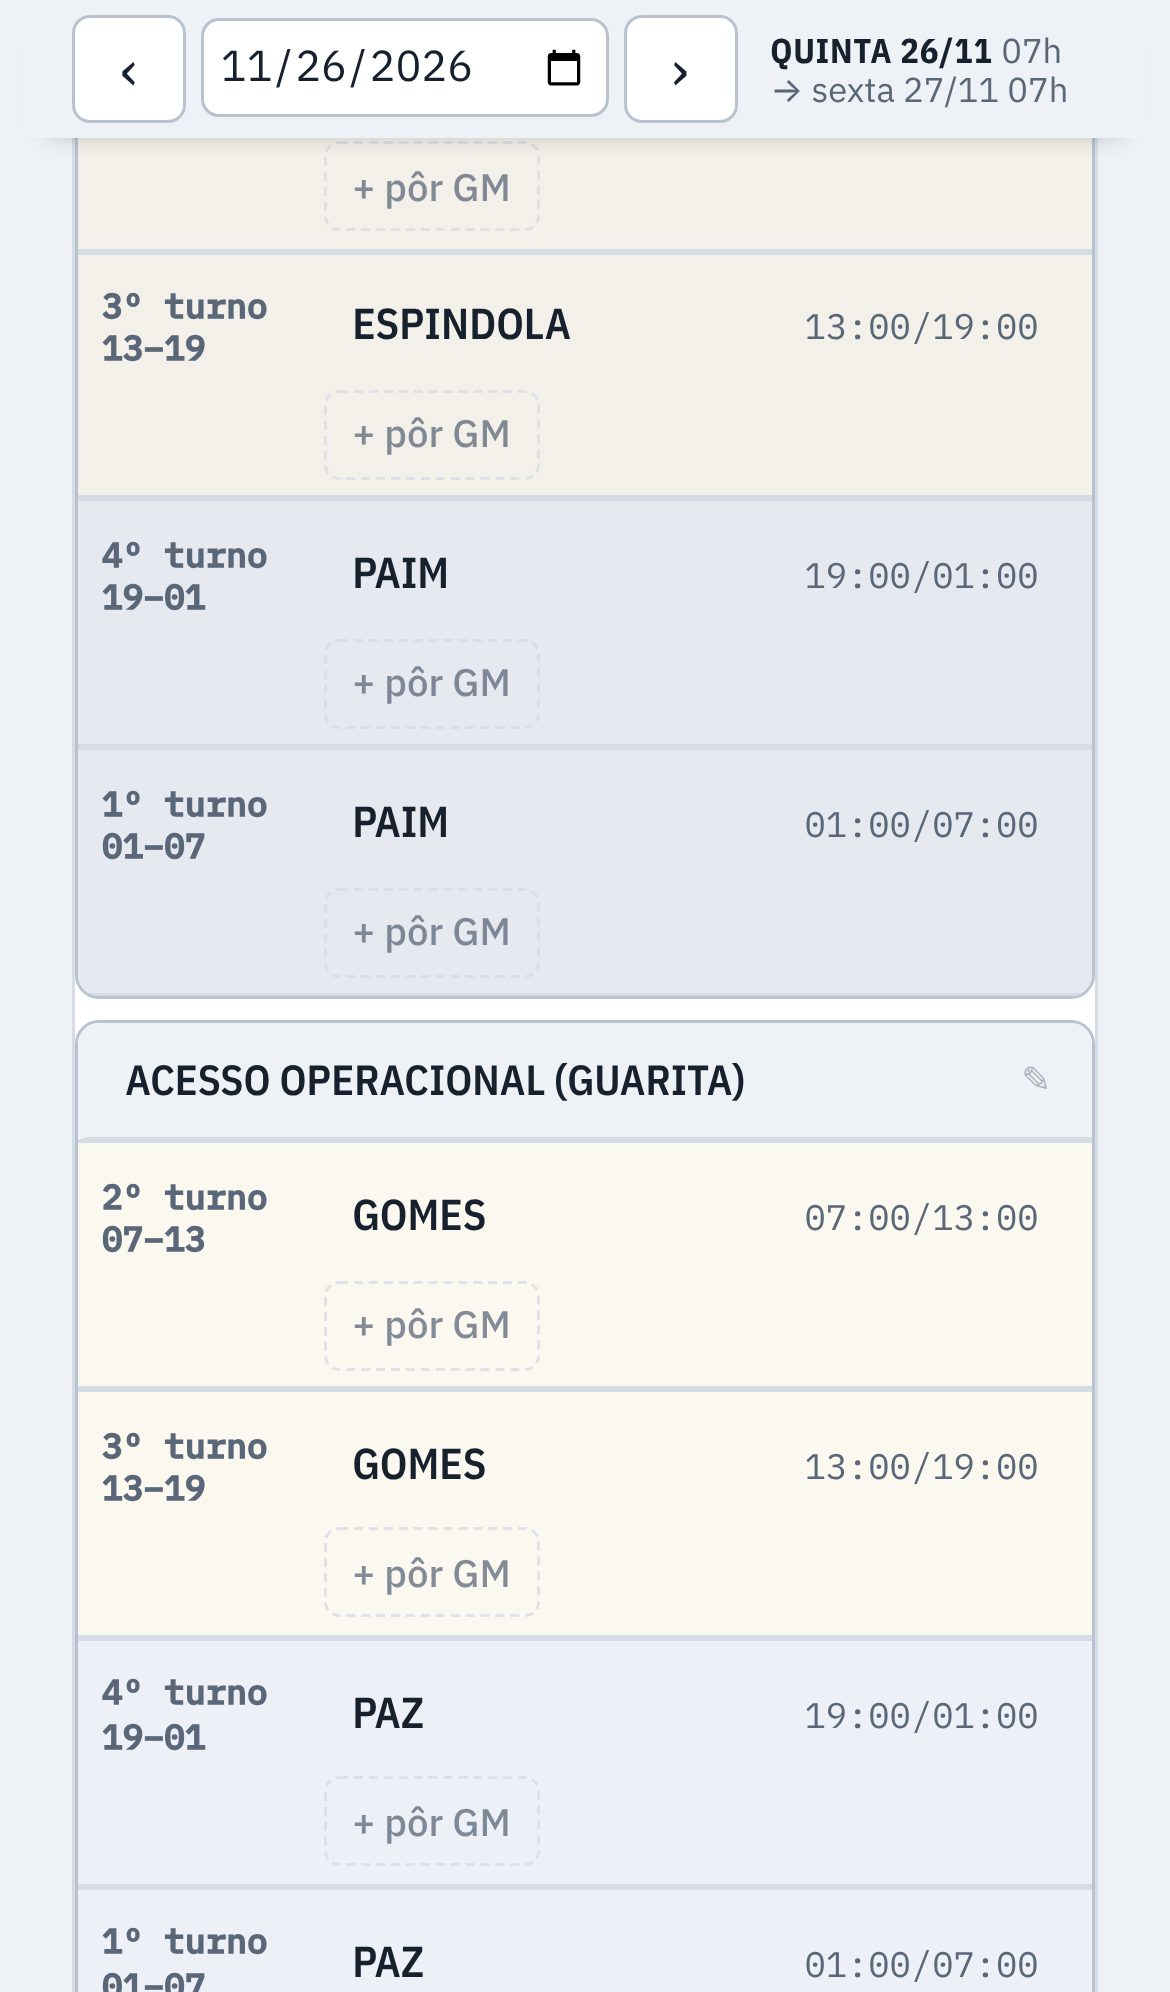 ‹ 11/26/2026 › QUINTA 26/11 07h
→ sexta 27/11 07h
+ pôr GM
3º turno
13–19
ESPINDOLA 13:00/19:00
+ pôr GM
4º turno
19–01
PAIM 19:00/01:00
+ pôr GM
1º turno
01–07
PAIM 01:00/07:00
+ pôr GM
ACESSO OPERACIONAL (GUARITA) ✎
2º turno
07–13
GOMES 07:00/13:00
+ pôr GM
3º turno
13–19
GOMES 13:00/19:00
+ pôr GM
4º turno
19–01
PAZ 19:00/01:00
+ pôr GM
1º turno
01–07
PAZ 01:00/07:00